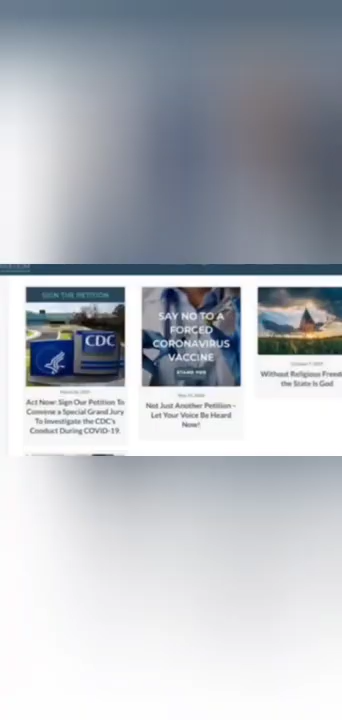 SIGN THE PETITION
CDC
Act Now: Sign Our Petition To
Convene a Special Grand Jury
To Investigate the CDC's
Conduct During COVID-19.
SAY NO TO A
FORCED
CORONAVIRUS
VACCINE
Not Just Another Petition –
Let Your Voice Be Heard
Now!
Without Religious Freed
the State Is God